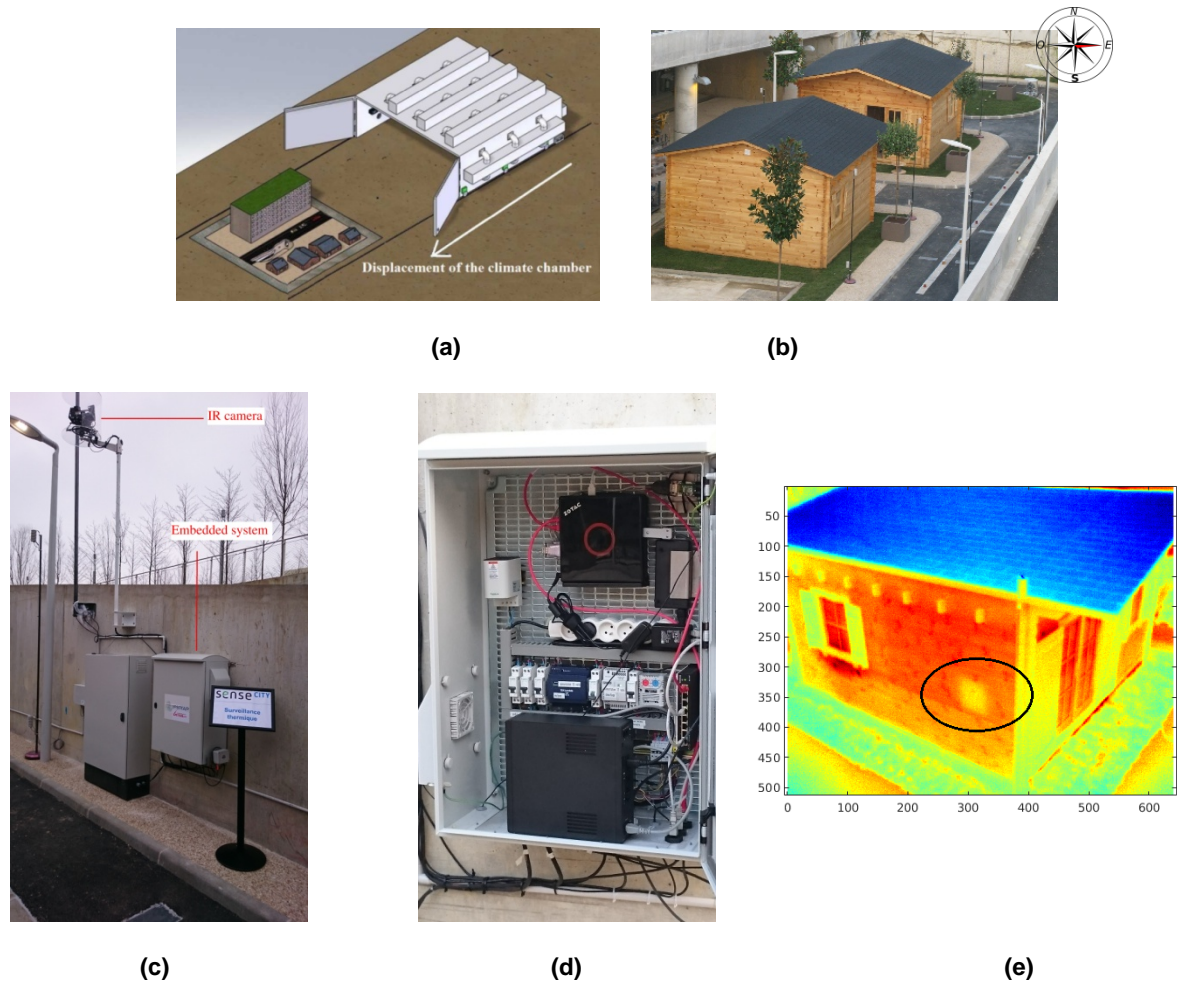 N
O
E
S
Displacement of the climate chamber
(a)
(b)
IR camera
Embedded system
sense CITY
Surveillance
thermique
ZOTAC
50
100
150
200
250
300
350
400
450
500
0
100
200
300
400
500
600
(c)
(d)
(e)